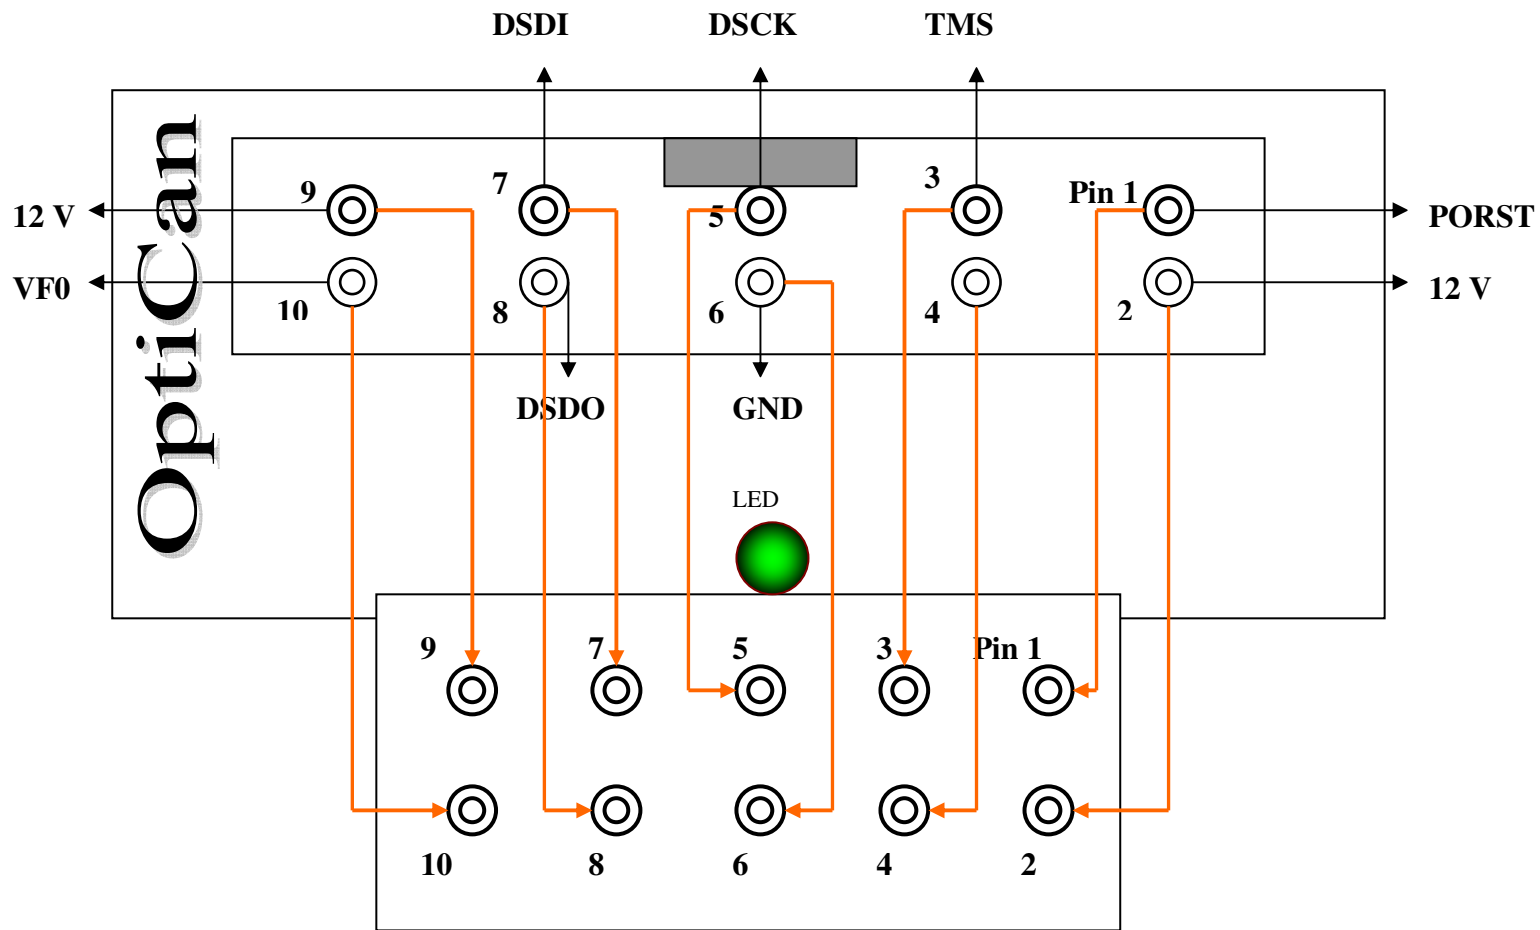 DSDI DSCK TMS
OptiCan
9 7 5 3 Pin 1
12 V PORST
VF0 12 V
10 8 6 4 2
DSDO GND
LED
9 7 5 3 Pin 1
10 8 6 4 2